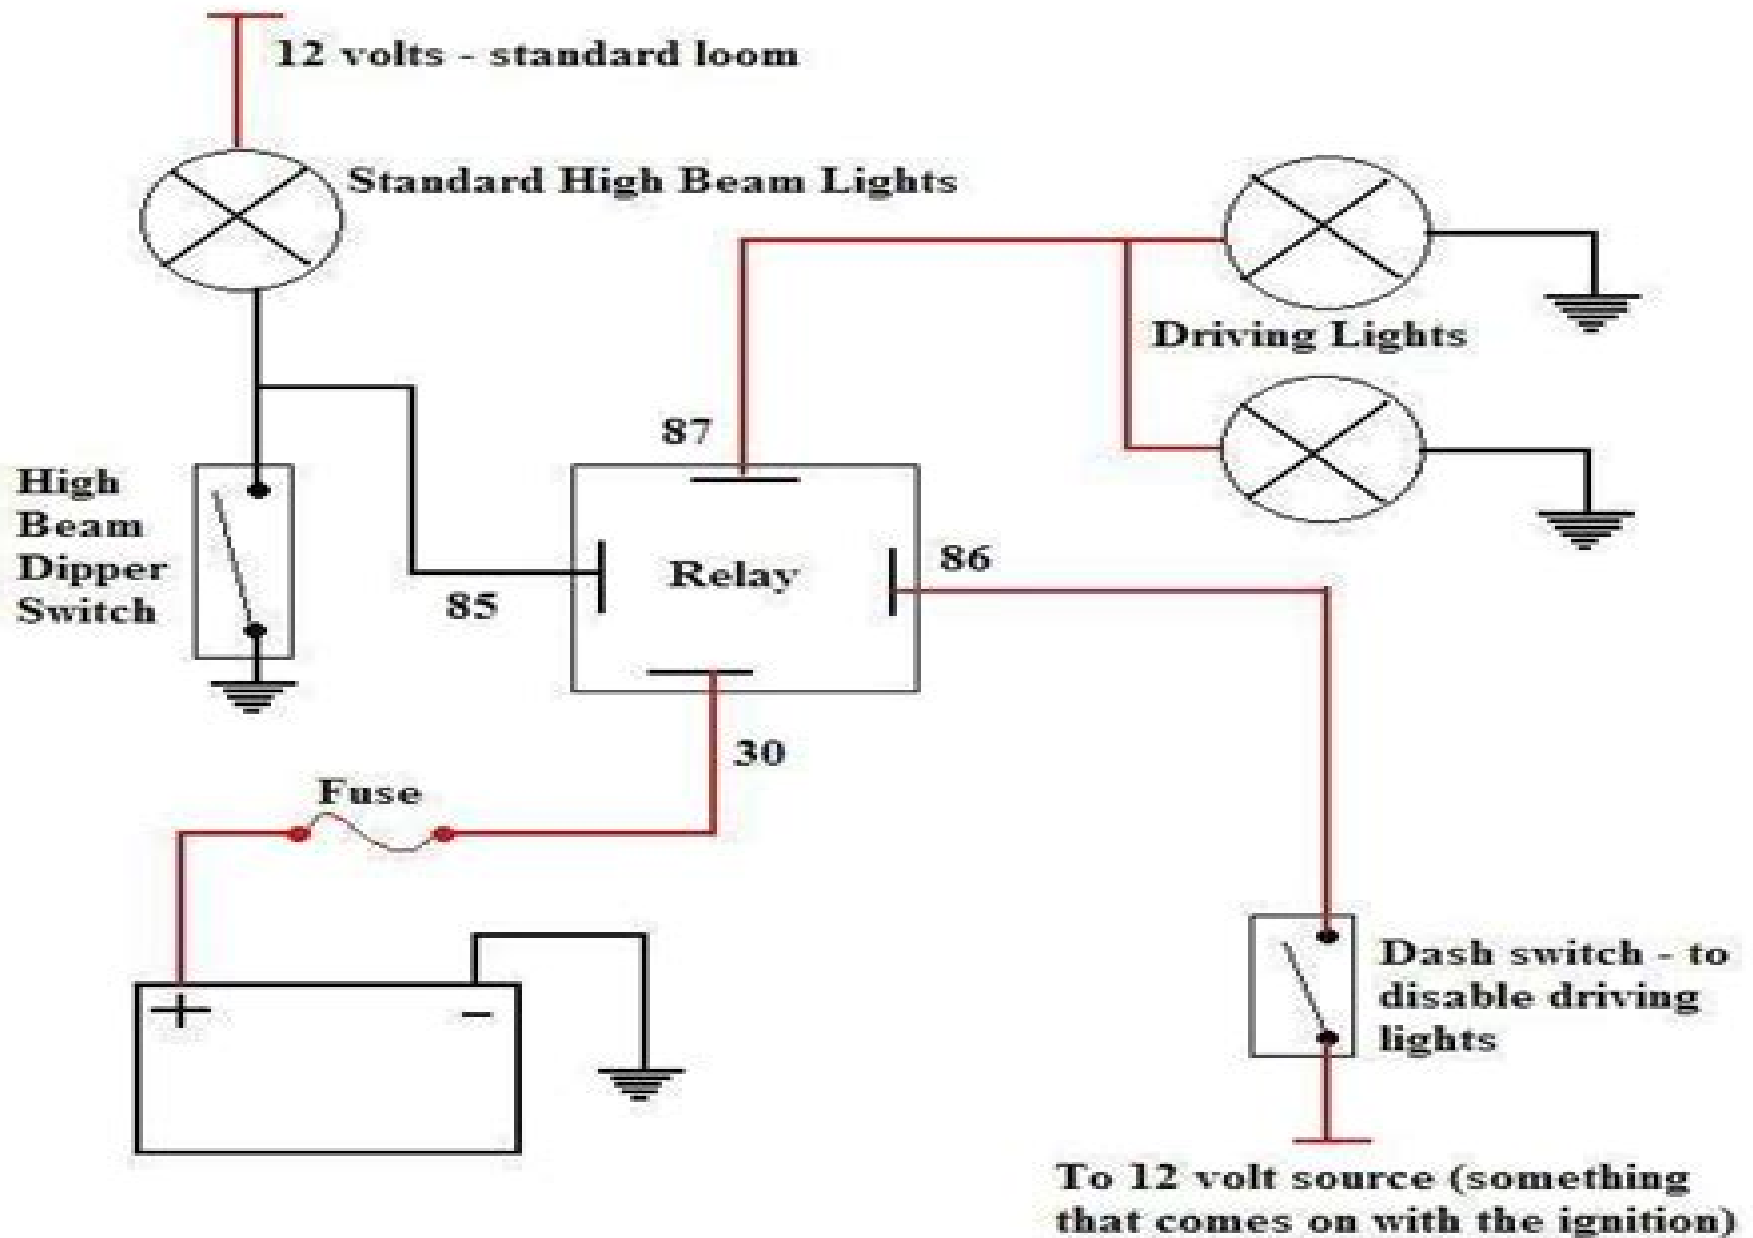 12 volts - standard loom
Standard High Beam Lights
Driving Lights
87
High
Beam
Dipper
Switch
Relay
86
85
30
Fuse
+
-
Dash switch - to
disable driving
lights
To 12 volt source (something
that comes on with the ignition)